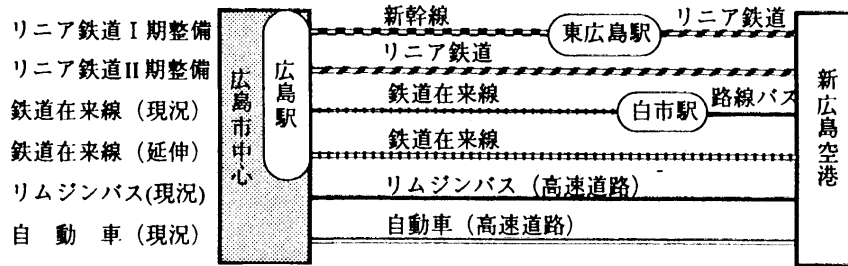 リニア鉄道Ⅰ期整備
リニア鉄道II期整備
鉄道在来線（現況）
鉄道在来線（延伸）
リムジンバス(現況)
自動車（現況）
広島市中心
広島駅
新幹線
東広島駅
リニア鉄道
リニア鉄道
鉄道在来線
白市駅
路線バス
鉄道在来線
リムジンバス（高速道路）
自動車（高速道路）
新広島空港